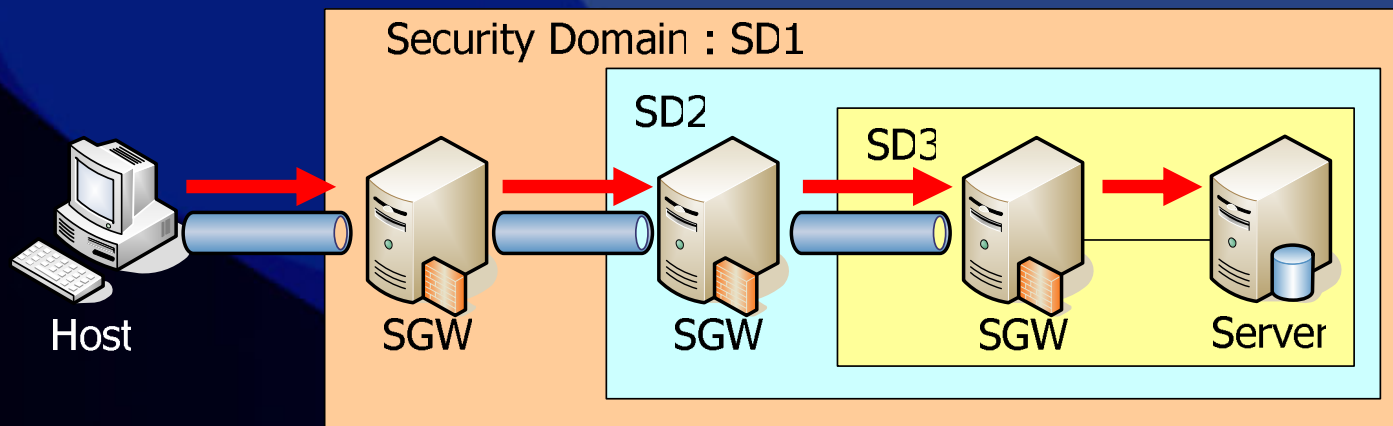 Security Domain : SD1
SD2
SD3
Host
SGW
SGW
SGW
Server